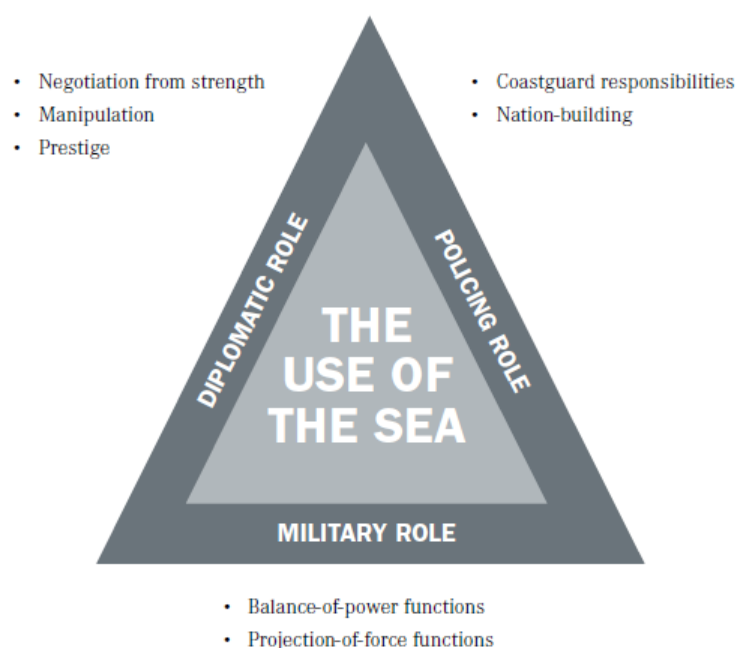 • Negotiation from strength
• Manipulation
• Prestige
• Coastguard responsibilities
• Nation-building
DIPLOMATIC ROLE
POLICING ROLE
THE
USE OF
THE SEA
MILITARY ROLE
• Balance-of-power functions
• Projection-of-force functions